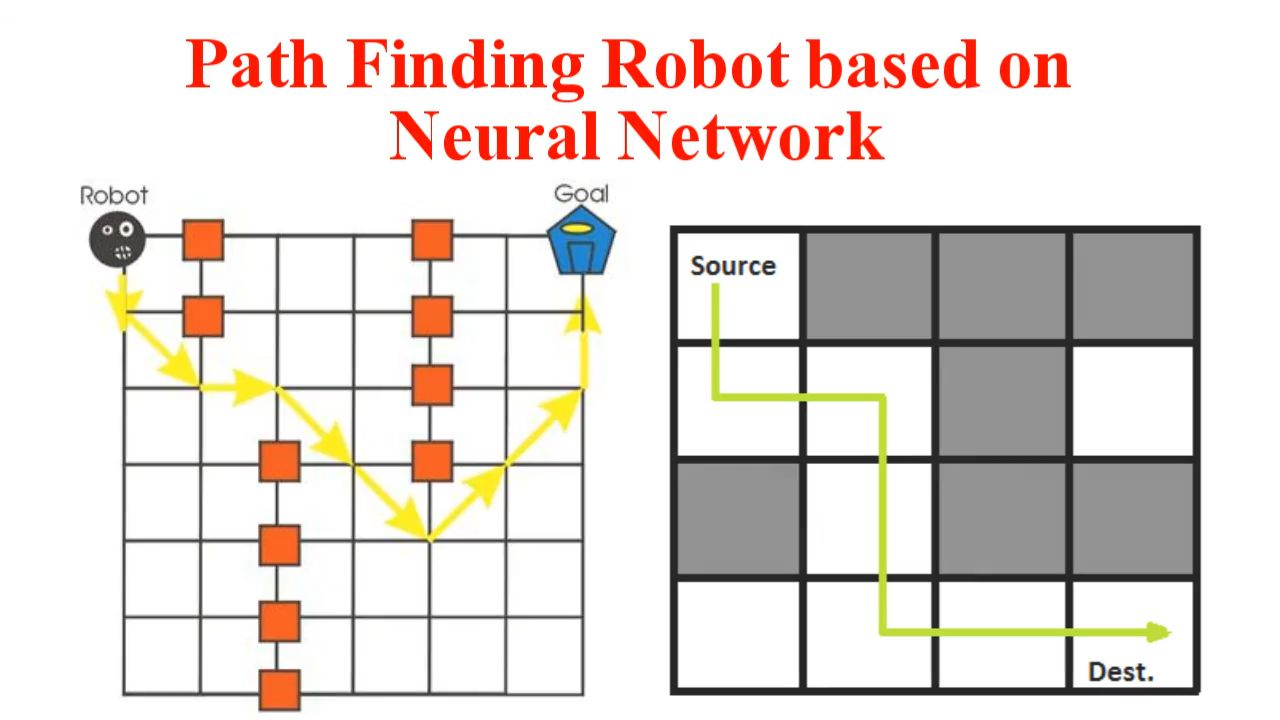 Path Finding Robot based on
Neural Network
Robot
Goal
Source
Dest.